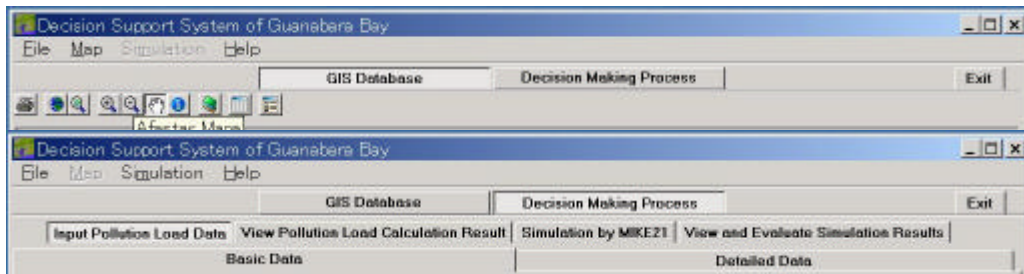 Decision Support System of Guanabara Bay
File Map Simulation Help
GIS Database Decision Making Process Exit
Afastar Mapa
Decision Support System of Guanabara Bay
File Map Simulation Help
GIS Database Decision Making Process Exit
Input Pollution Load Data View Pollution Load Calculation Result Simulation by MIKE21 View and Evaluate Simulation Results
Basic Data Detailed Data